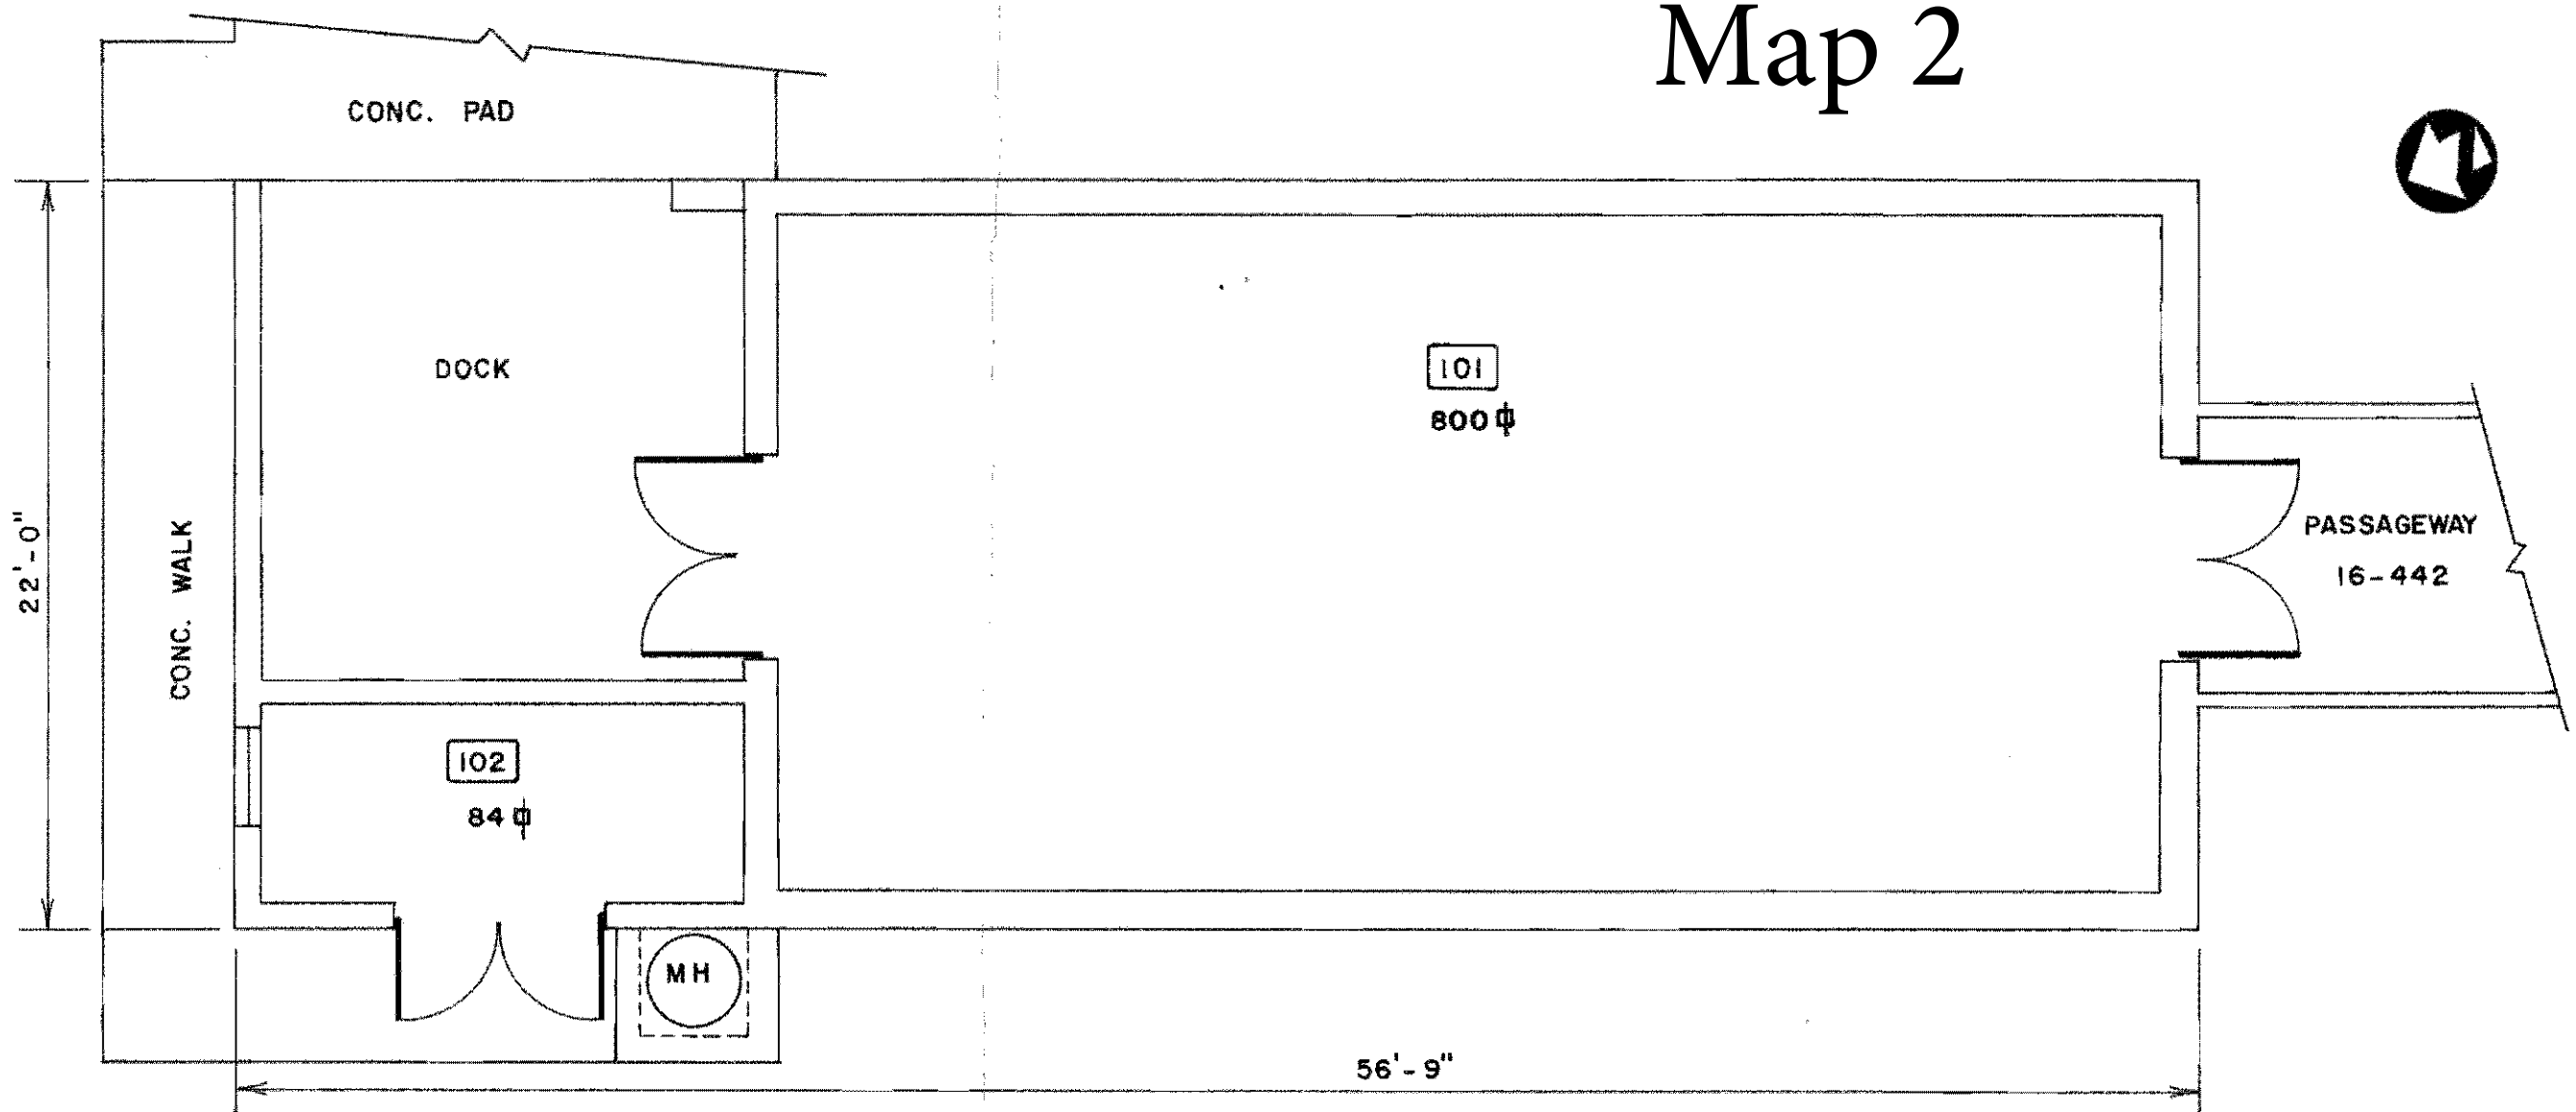 Map 2
CONC. PAD
DOCK
101
800
PASSAGEWAY
16-442
22'-0"
CONC. WALK
102
84
MH
56'-9"